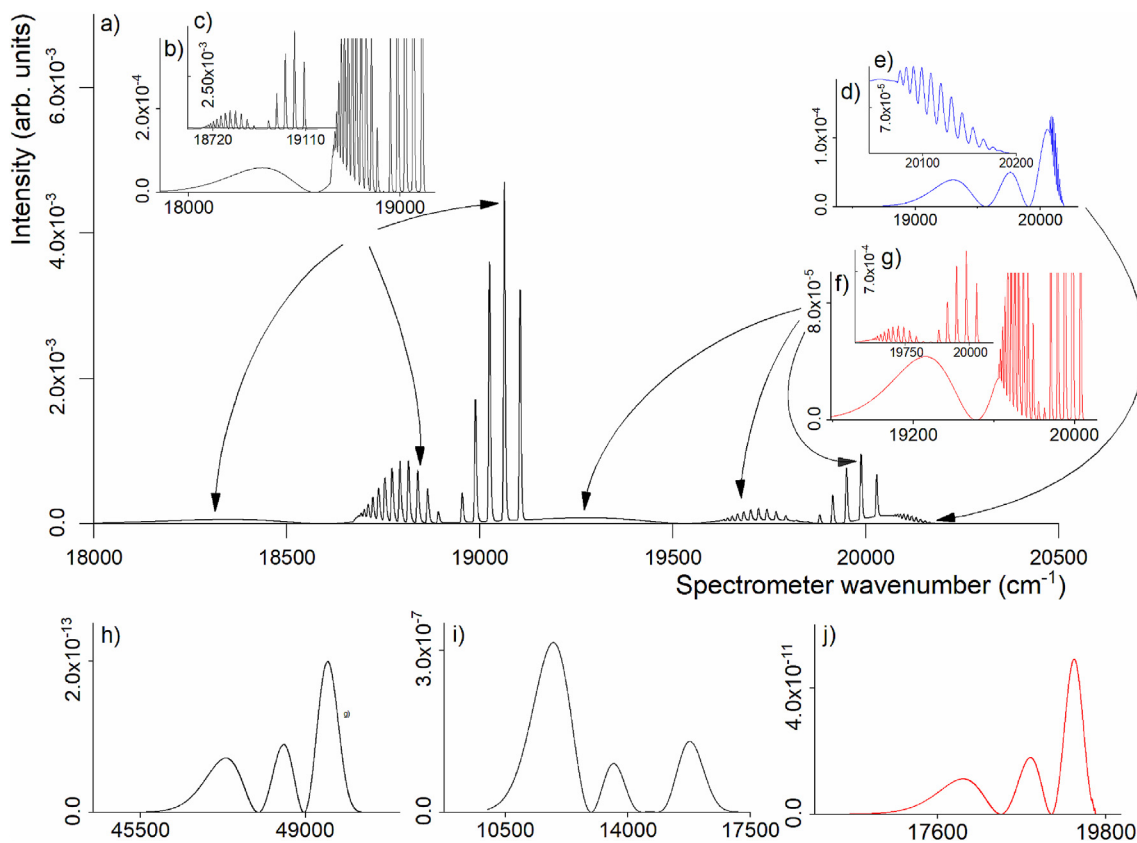 a)
Intensity (arb. units)
6.0x10-3
4.0x10-3
2.0x10-3
0.0
18000 18500 19000 19500 20000 20500
Spectrometer wavenumber (cm-1)
b)
2.0x10-4
0.0
18000 19000
c)
2.50x10-3
18720 19110
d)
1.0x10-4
0.0
19000 20000
e)
7.0x10-5
20100 20200
f)
8.0x10-5
0.0
19200 20000
g)
7.0x10-4
19750 20000
h)
2.0x10-13
0.0
g)
45500 49000
i)
3.0x10-7
0.0
10500 14000 17500
j)
4.0x10-11
0.0
17600 19800